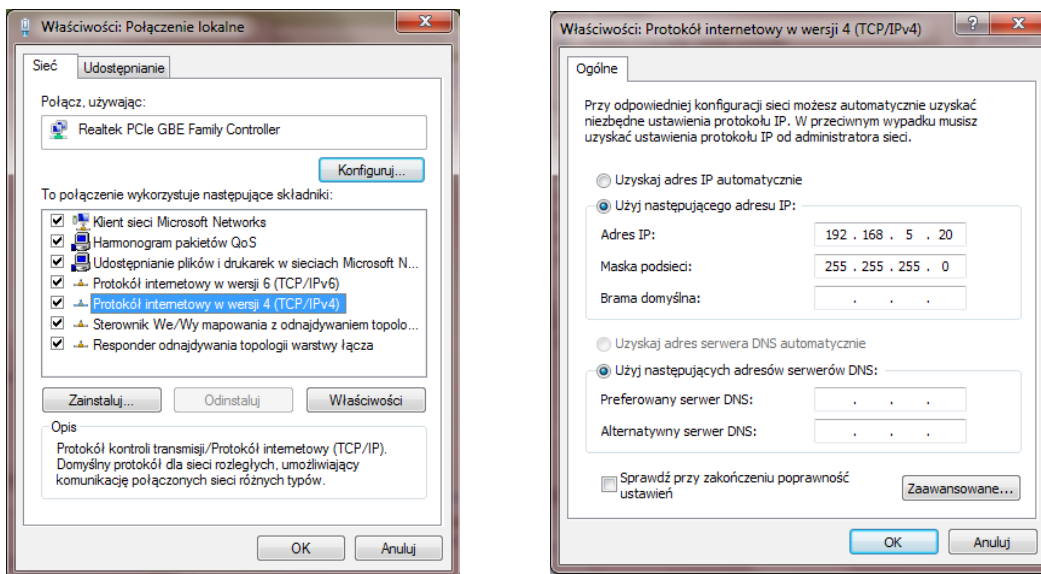 Właściwości: Połączenie lokalne
Sieć
Udostępnianie
Połącz, używając:
Realtek PCIe GBE Family Controller
Konfiguruj...
To połączenie wykorzystuje następujące składniki:
Klient sieci Microsoft Networks
Harmonogram pakietów QoS
Udostępnianie plików i drukarek w sieciach Microsoft N...
Protokół internetowy w wersji 6 (TCP/IPv6)
Protokół internetowy w wersji 4 (TCP/IPv4)
Sterownik We/Wy mapowania z odnajdywaniem topolo...
Responder odnajdywania topologii warstwy łącza
Zainstaluj...
Odinstaluj
Właściwości
Opis
Protokół kontroli transmisji/Protokół internetowy (TCP/IP).
Domyślny protokół dla sieci rozległych, umożliwiający
komunikację połączonych sieci różnych typów.
OK
Anuluj
Właściwości: Protokół internetowy w wersji 4 (TCP/IPv4)
Ogólne
Przy odpowiedniej konfiguracji sieci możesz automatycznie uzyskać
niezbędne ustawienia protokołu IP. W przeciwnym wypadku musisz
uzyskać ustawienia protokołu IP od administratora sieci.
Uzyskaj adres IP automatycznie
Użyj następującego adresu IP:
Adres IP: 192 . 168 . 5 . 20
Maska podsieci: 255 . 255 . 255 . 0
Brama domyślna: . . .
Uzyskaj adres serwera DNS automatycznie
Użyj następujących adresów serwerów DNS:
Preferowany serwer DNS: . . .
Alternatywny serwer DNS: . . .
Sprawdź przy zakończeniu poprawność
ustawień
Zaawansowane...
OK
Anuluj